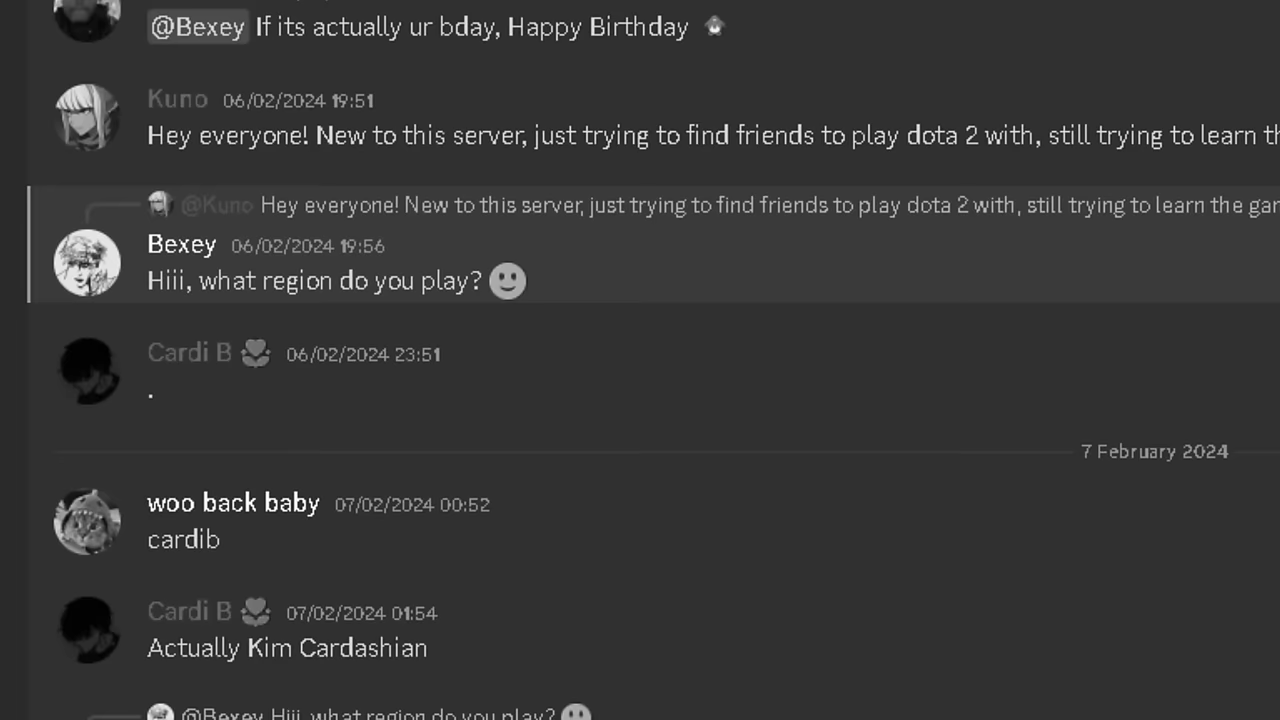 @Bexey If its actually ur bday, Happy Birthday
Kuno 06/02/2024 19:51
Hey everyone! New to this server, just trying to find friends to play dota 2 with, still trying to learn th
@Kuno Hey everyone! New to this server, just trying to find friends to play dota 2 with, still trying to learn the gar
Bexey 06/02/2024 19:56
Hiii, what region do you play? 🙂
Cardi B 06/02/2024 23:51
.
7 February 2024
woo back baby 07/02/2024 00:52
cardib
Cardi B 07/02/2024 01:54
Actually Kim Cardashian
@Bexey Hiii, what region do you play? 🙂